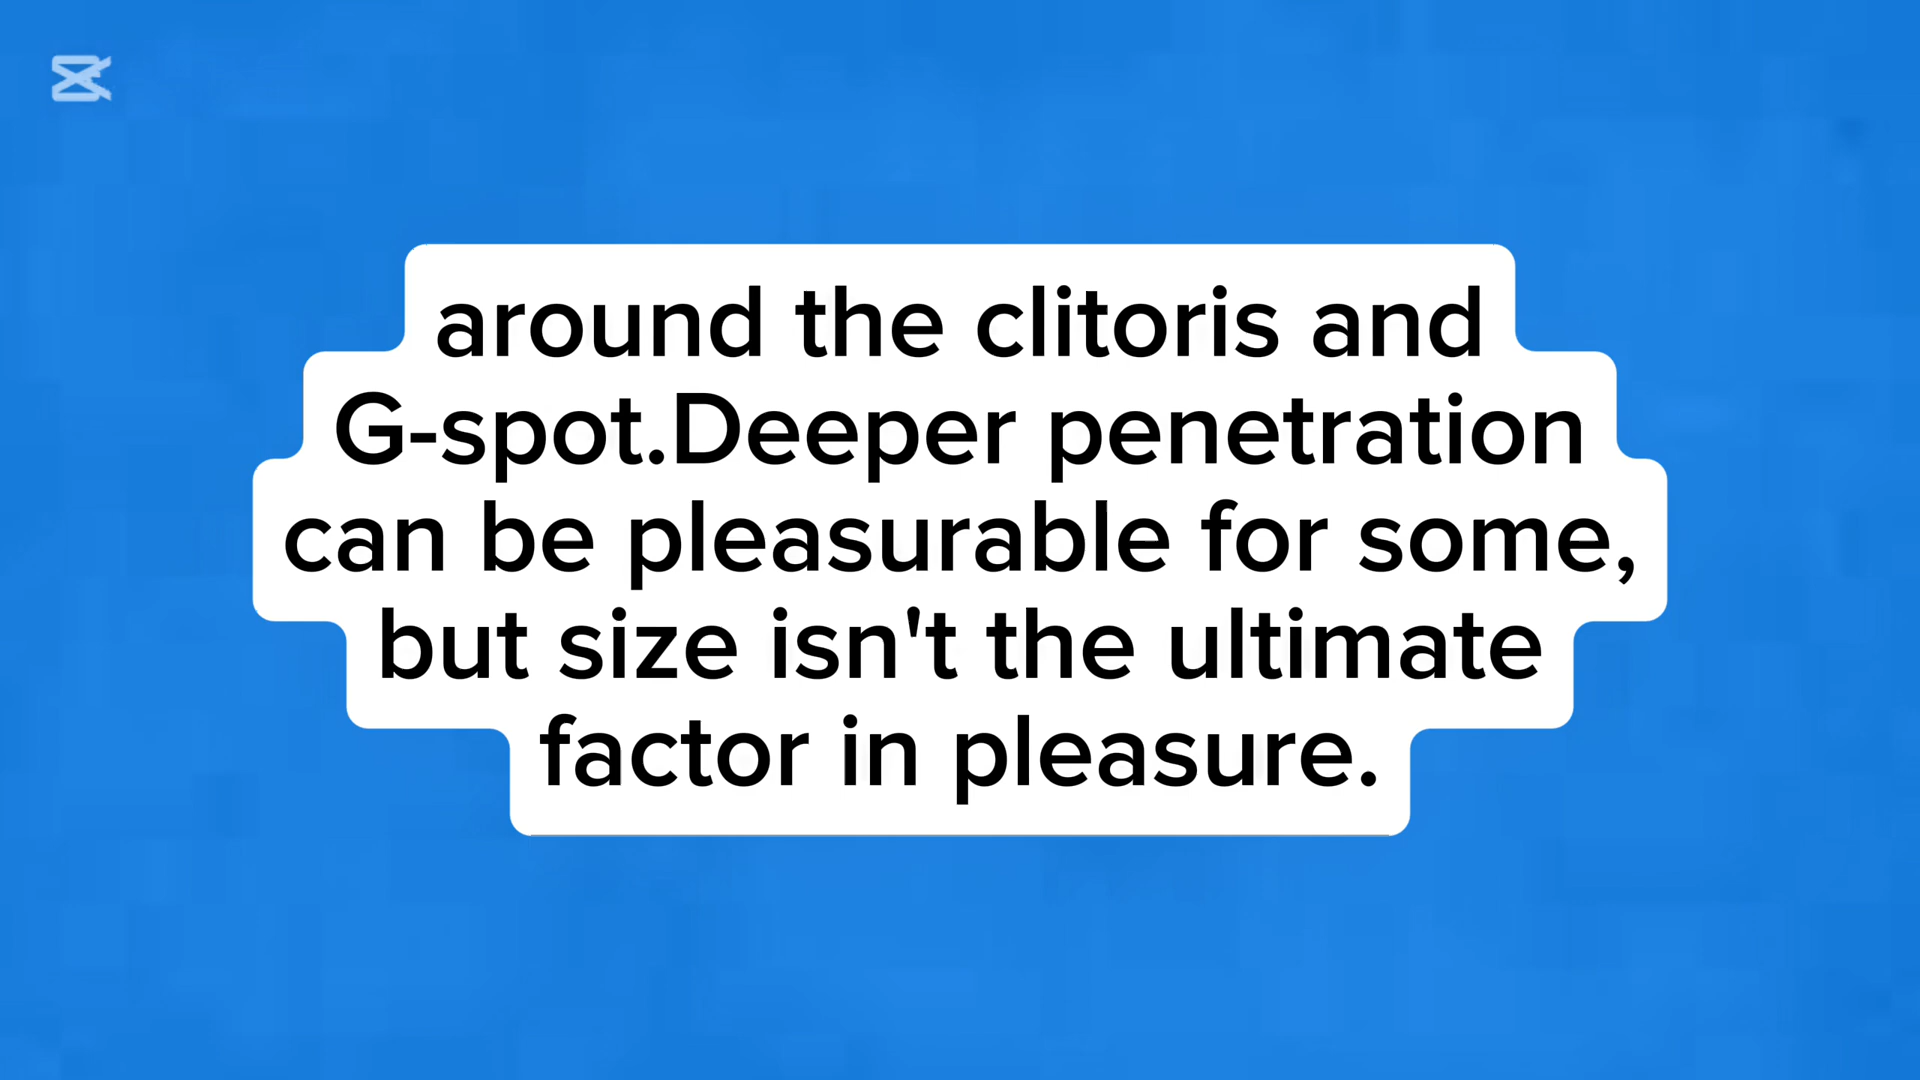 around the clitoris and
G-spot.Deeper penetration
can be pleasurable for some,
but size isn't the ultimate
factor in pleasure.